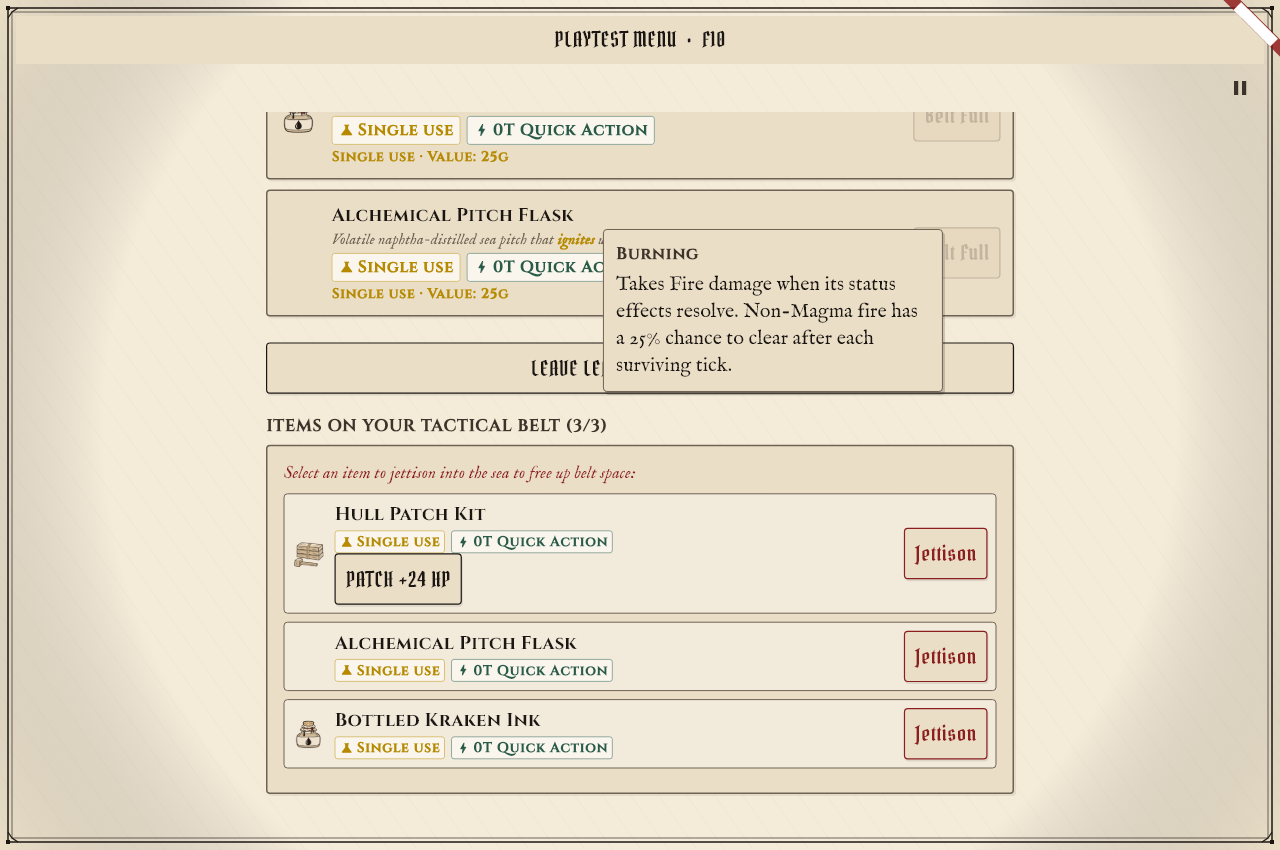 PLAYTEST MENU · F10
Belt Full
SINGLE USE
0T QUICK ACTION
SINGLE USE · VALUE: 25G
ALCHEMICAL PITCH FLASK
Volatile naphtha-distilled sea pitch that ignites
SINGLE USE
0T QUICK AC
lt Full
SINGLE USE · VALUE: 25G
BURNING
Takes Fire damage when its status
effects resolve. Non-Magma fire has
a 25% chance to clear after each
surviving tick.
LEAVE LE
ITEMS ON YOUR TACTICAL BELT (3/3)
Select an item to jettison into the sea to free up belt space:
HULL PATCH KIT
SINGLE USE
0T QUICK ACTION
PATCH +24 HP
Jettison
ALCHEMICAL PITCH FLASK
SINGLE USE
0T QUICK ACTION
Jettison
BOTTLED KRAKEN INK
SINGLE USE
0T QUICK ACTION
Jettison